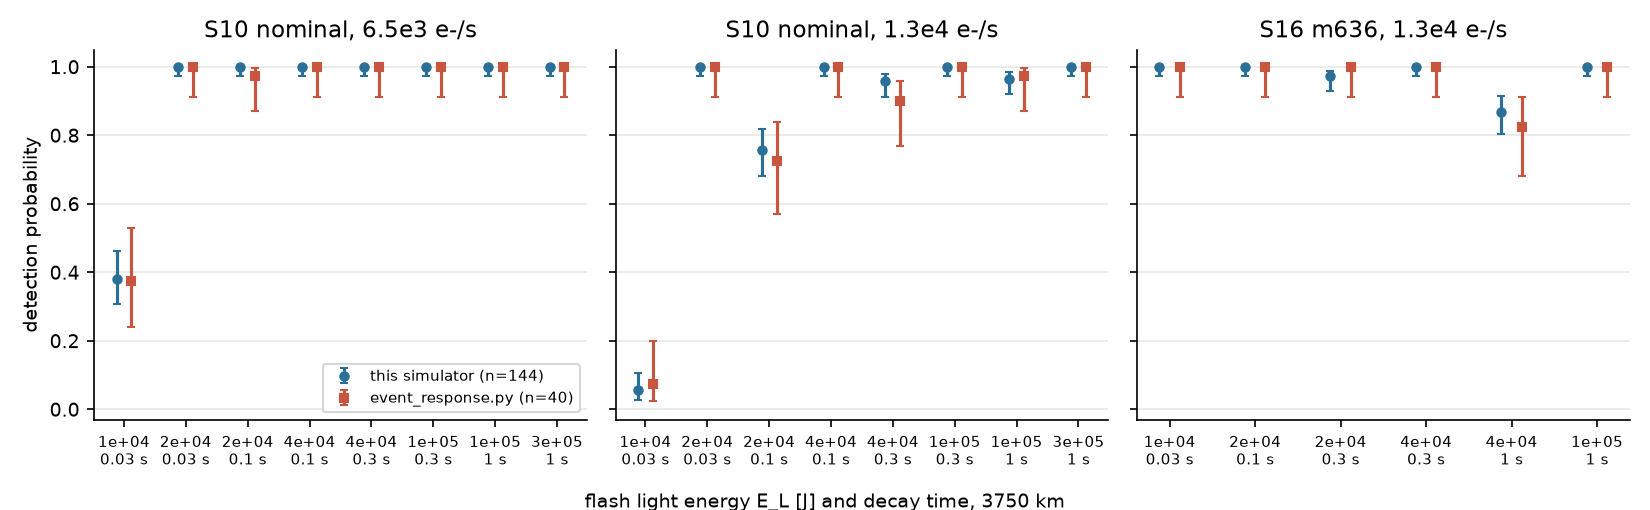 S10 nominal, 6.5e3 e-/s
S10 nominal, 1.3e4 e-/s
S16 m636, 1.3e4 e-/s
detection probability
1.0
0.8
0.6
0.4
0.2
0.0
this simulator (n=144)
event_response.py (n=40)
1e+04 2e+04 2e+04 4e+04 4e+04 1e+05 1e+05 3e+05
0.03 s 0.03 s 0.1 s 0.1 s 0.3 s 0.3 s 1 s 1 s
1e+04 2e+04 2e+04 4e+04 4e+04 1e+05 1e+05 3e+05
0.03 s 0.03 s 0.1 s 0.1 s 0.3 s 0.3 s 1 s 1 s
1e+04 2e+04 2e+04 4e+04 4e+04 1e+05
0.03 s 0.1 s 0.3 s 0.3 s 1 s 1 s
flash light energy E_L [J] and decay time, 3750 km